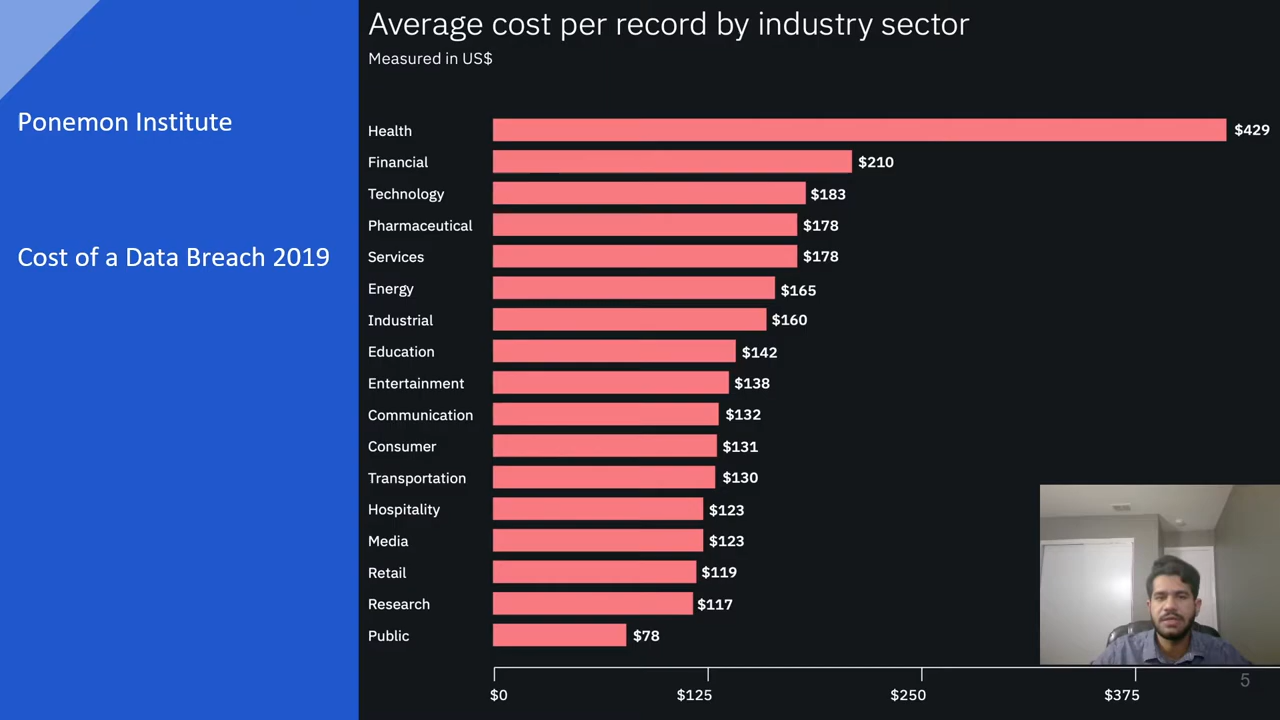 Average cost per record by industry sector
Measured in US$
Ponemon Institute
Cost of a Data Breach 2019
Health $429
Financial $210
Technology $183
Pharmaceutical $178
Services $178
Energy $165
Industrial $160
Education $142
Entertainment $138
Communication $132
Consumer $131
Transportation $130
Hospitality $123
Media $123
Retail $119
Research $117
Public $78
$0 $125 $250 $375
5